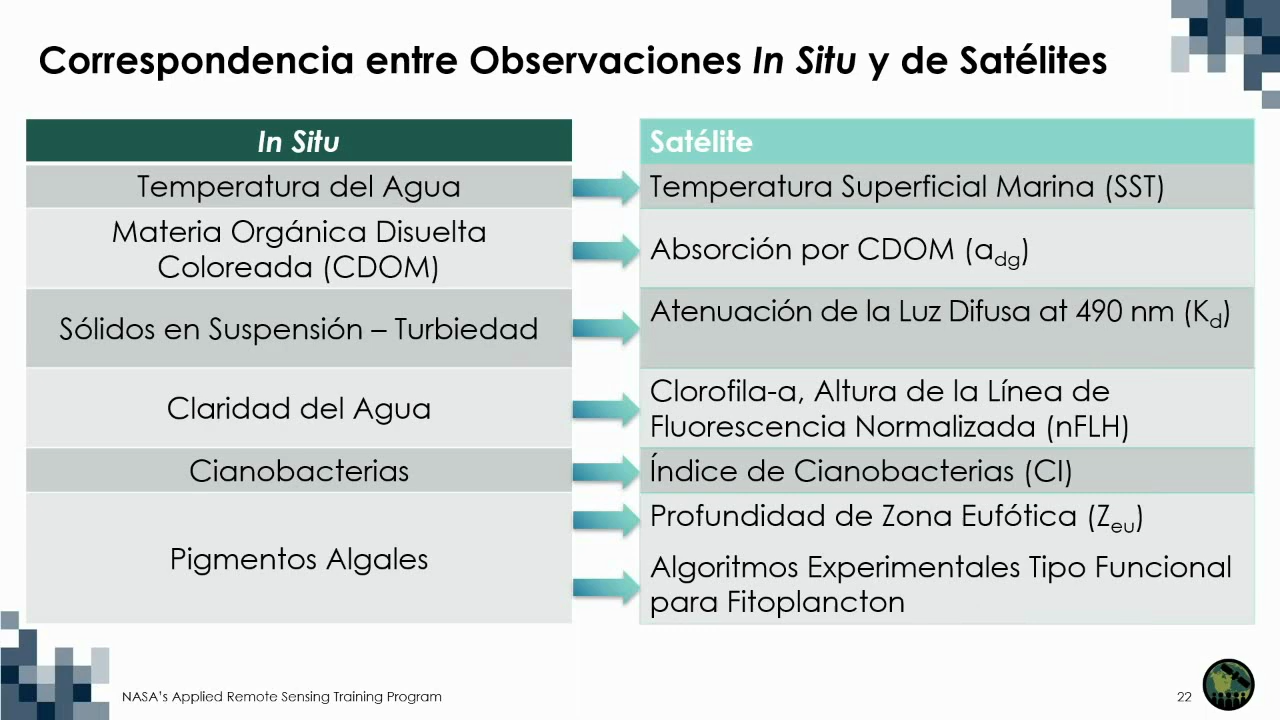 Correspondencia entre Observaciones In Situ y de Satélites
In Situ
Satélite
Temperatura del Agua
Temperatura Superficial Marina (SST)
Materia Orgánica Disuelta
Coloreada (CDOM)
Absorción por CDOM (adg)
Sólidos en Suspensión – Turbiedad
Atenuación de la Luz Difusa at 490 nm (Kd)
Claridad del Agua
Clorofila-a, Altura de la Línea de
Fluorescencia Normalizada (nFLH)
Cianobacterias
Índice de Cianobacterias (CI)
Pigmentos Algales
Profundidad de Zona Eufótica (Zeu)
Algoritmos Experimentales Tipo Funcional
para Fitoplancton
NASA's Applied Remote Sensing Training Program
22